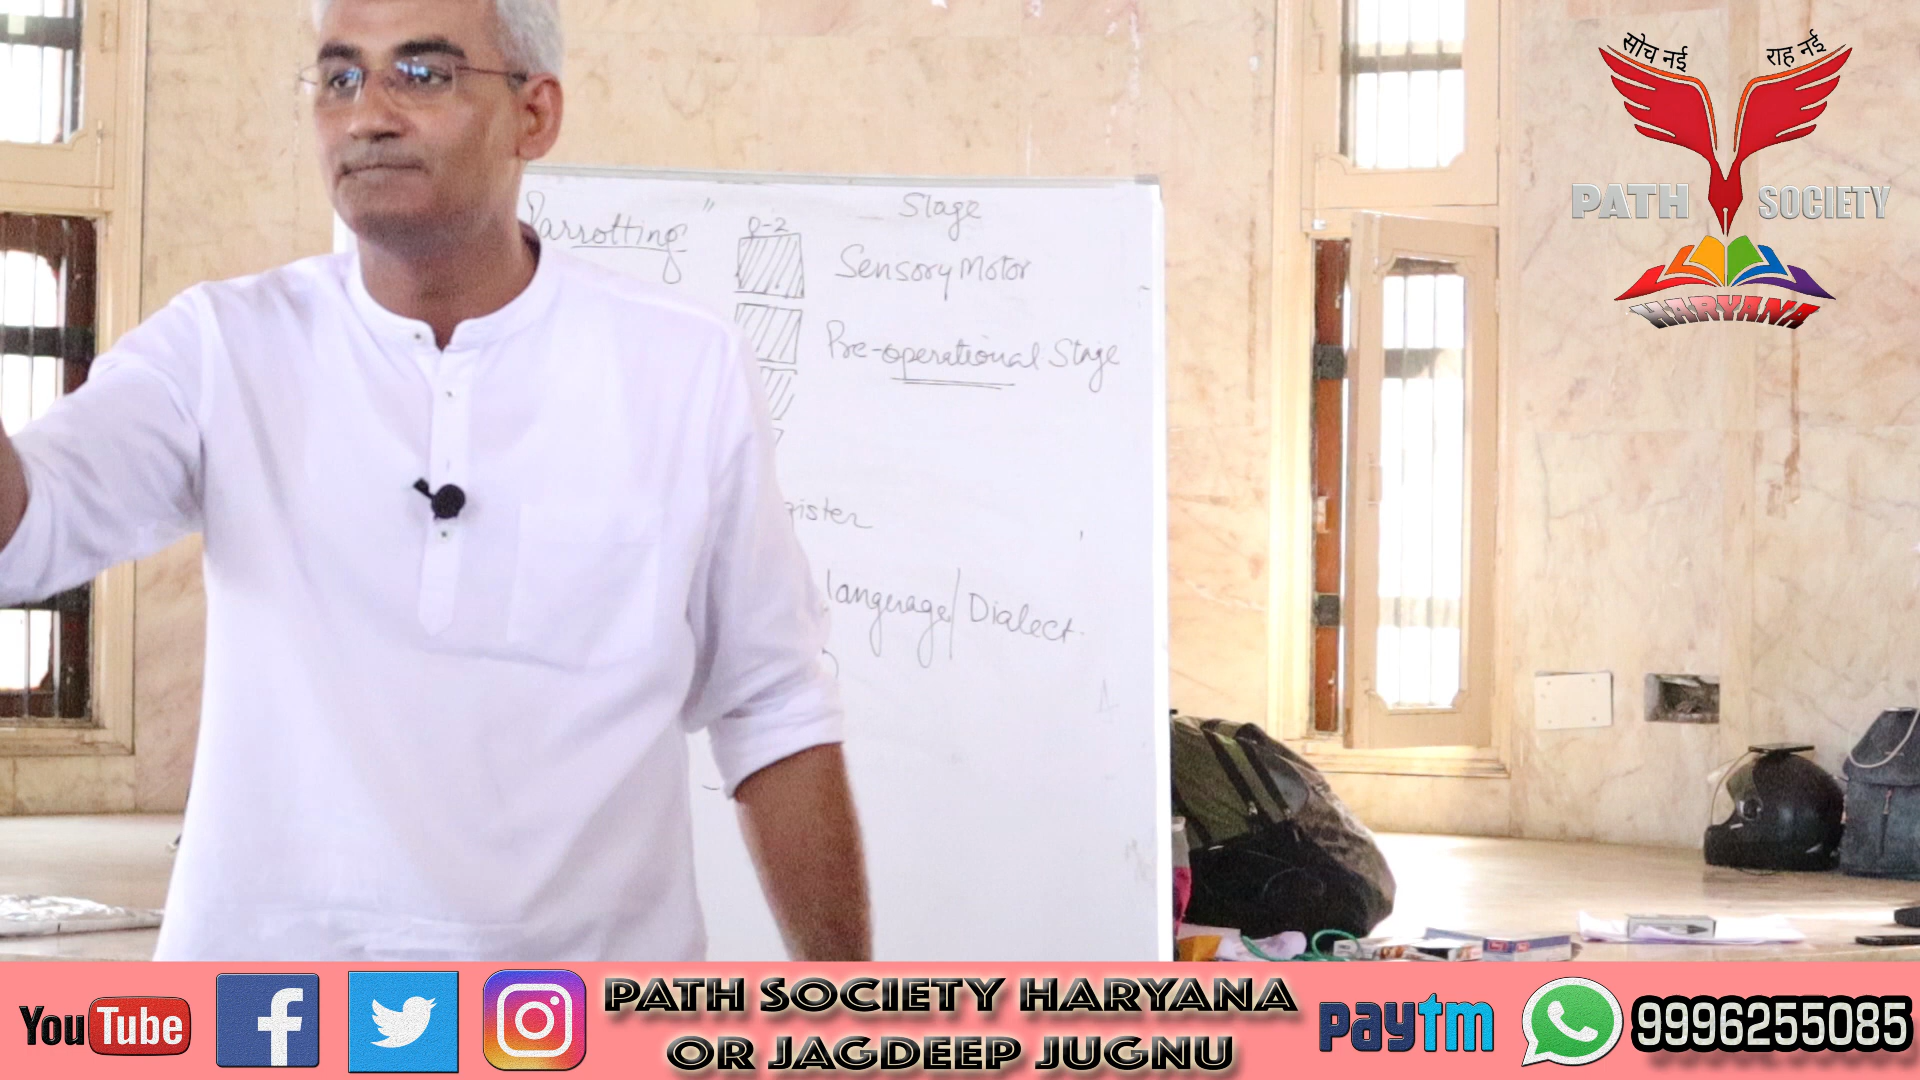 सोच नई
राह नई
PATH SOCIETY
HARYANA
Parrotting"
0-2
Stage
Sensory Motor
Pre-operational Stage
language/Dialect
YouTube
PATH SOCIETY HARYANA
OR JAGDEEP JUGNU
paytm
9996255085